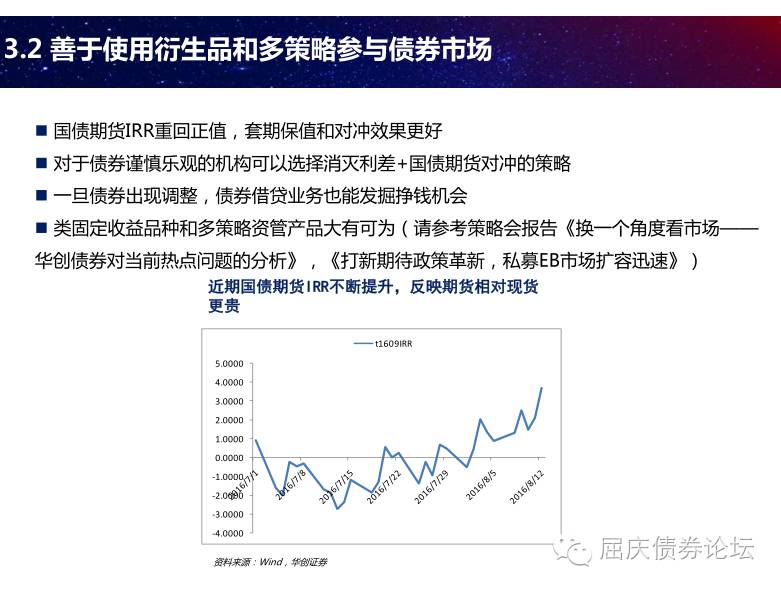 3.2 善于使用衍生品和多策略参与债券市场
■ 国债期货IRR重回正值，套期保值和对冲效果更好
■ 对于债券谨慎乐观的机构可以选择消灭利差+国债期货对冲的策略
■ 一旦债券出现调整，债券借贷业务也能发掘挣钱机会
■ 类固定收益品种和多策略资管产品大有可为（请参考策略会报告《换一个角度看市场——
华创债券对当前热点问题的分析》，《打新期待政策革新，私募EB市场扩容迅速》）
近期国债期货IRR不断提升，反映期货相对现货
更贵
t1609IRR
5.0000
4.0000
3.0000
2.0000
1.0000
0.0000
-1.0000
-2.0000
-3.0000
-4.0000
2016/7/1
2016/7/8
2016/7/15
2016/7/22
2016/7/29
2016/8/5
2016/8/12
屈庆债券论坛
资料来源：Wind，华创证券